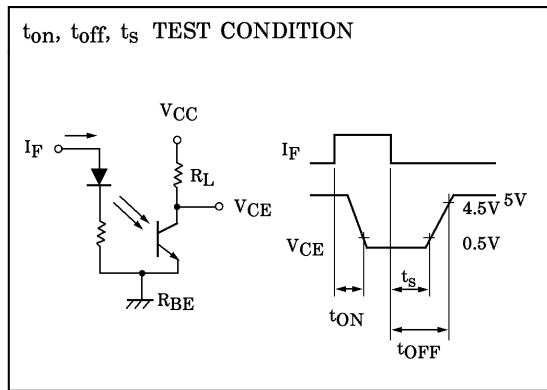 ton, toff, ts TEST CONDITION
VCC
IF
RL
VCE
RBE
IF
5V
4.5V
VCE
0.5V
ts
tON
tOFF